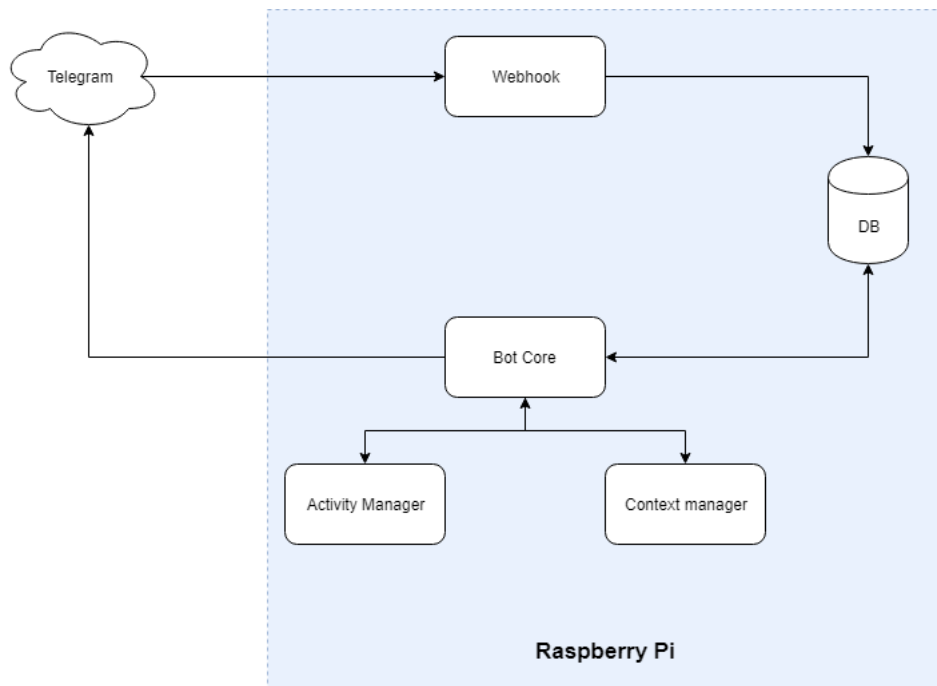 Telegram
Webhook
DB
Bot Core
Activity Manager
Context manager
Raspberry Pi